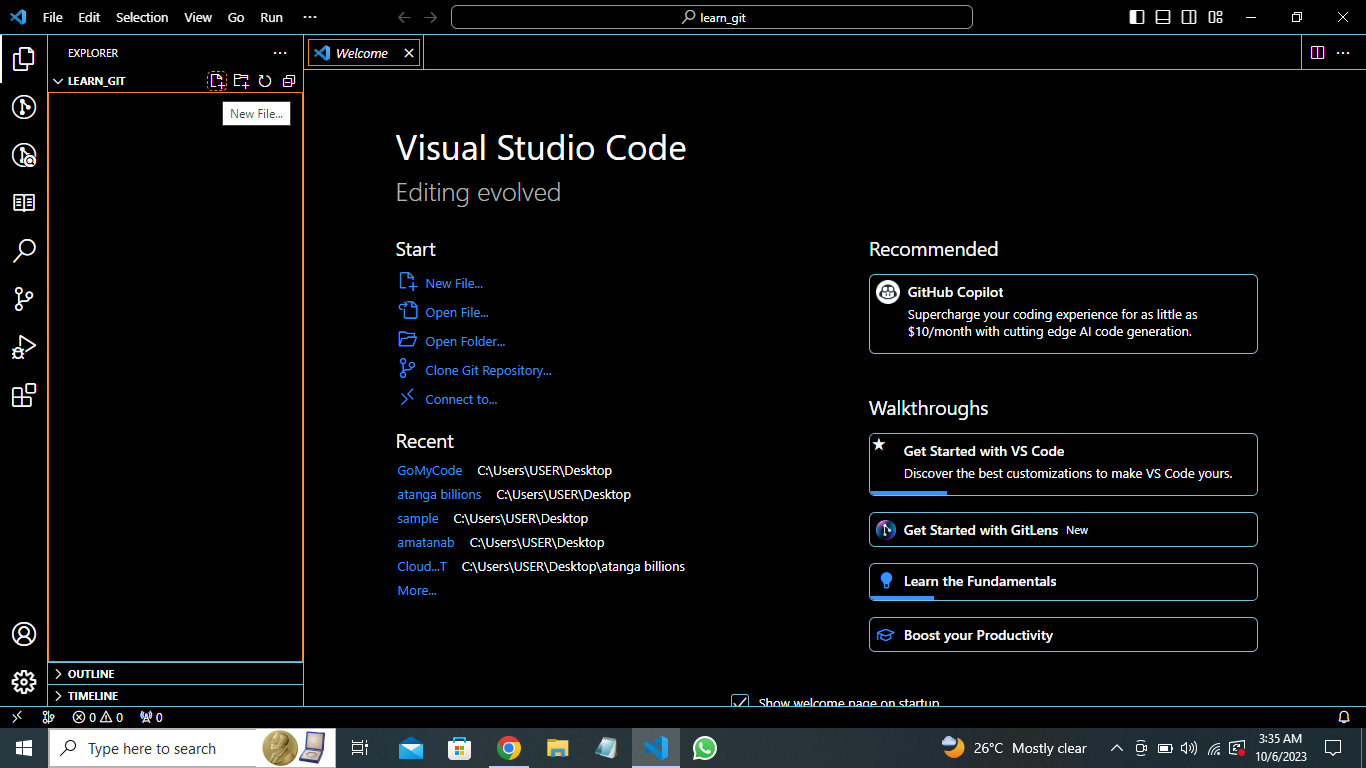 File Edit Selection View Go Run ···
learn_git
EXPLORER ···
LEARN_GIT
New File...
Welcome
Visual Studio Code
Editing evolved
Start
New File...
Open File...
Open Folder...
Clone Git Repository...
Connect to...
Recent
GoMyCode C:\Users\USER\Desktop
atanga billions C:\Users\USER\Desktop
sample C:\Users\USER\Desktop
amatanab C:\Users\USER\Desktop
Cloud...T C:\Users\USER\Desktop\atanga billions
More...
Recommended
GitHub Copilot
Supercharge your coding experience for as little as
$10/month with cutting edge AI code generation.
Walkthroughs
Get Started with VS Code
Discover the best customizations to make VS Code yours.
Get Started with GitLens New
Learn the Fundamentals
Boost your Productivity
Show welcome page on startup
OUTLINE
TIMELINE
0 0 0
Type here to search
26°C Mostly clear
3:35 AM
10/6/2023